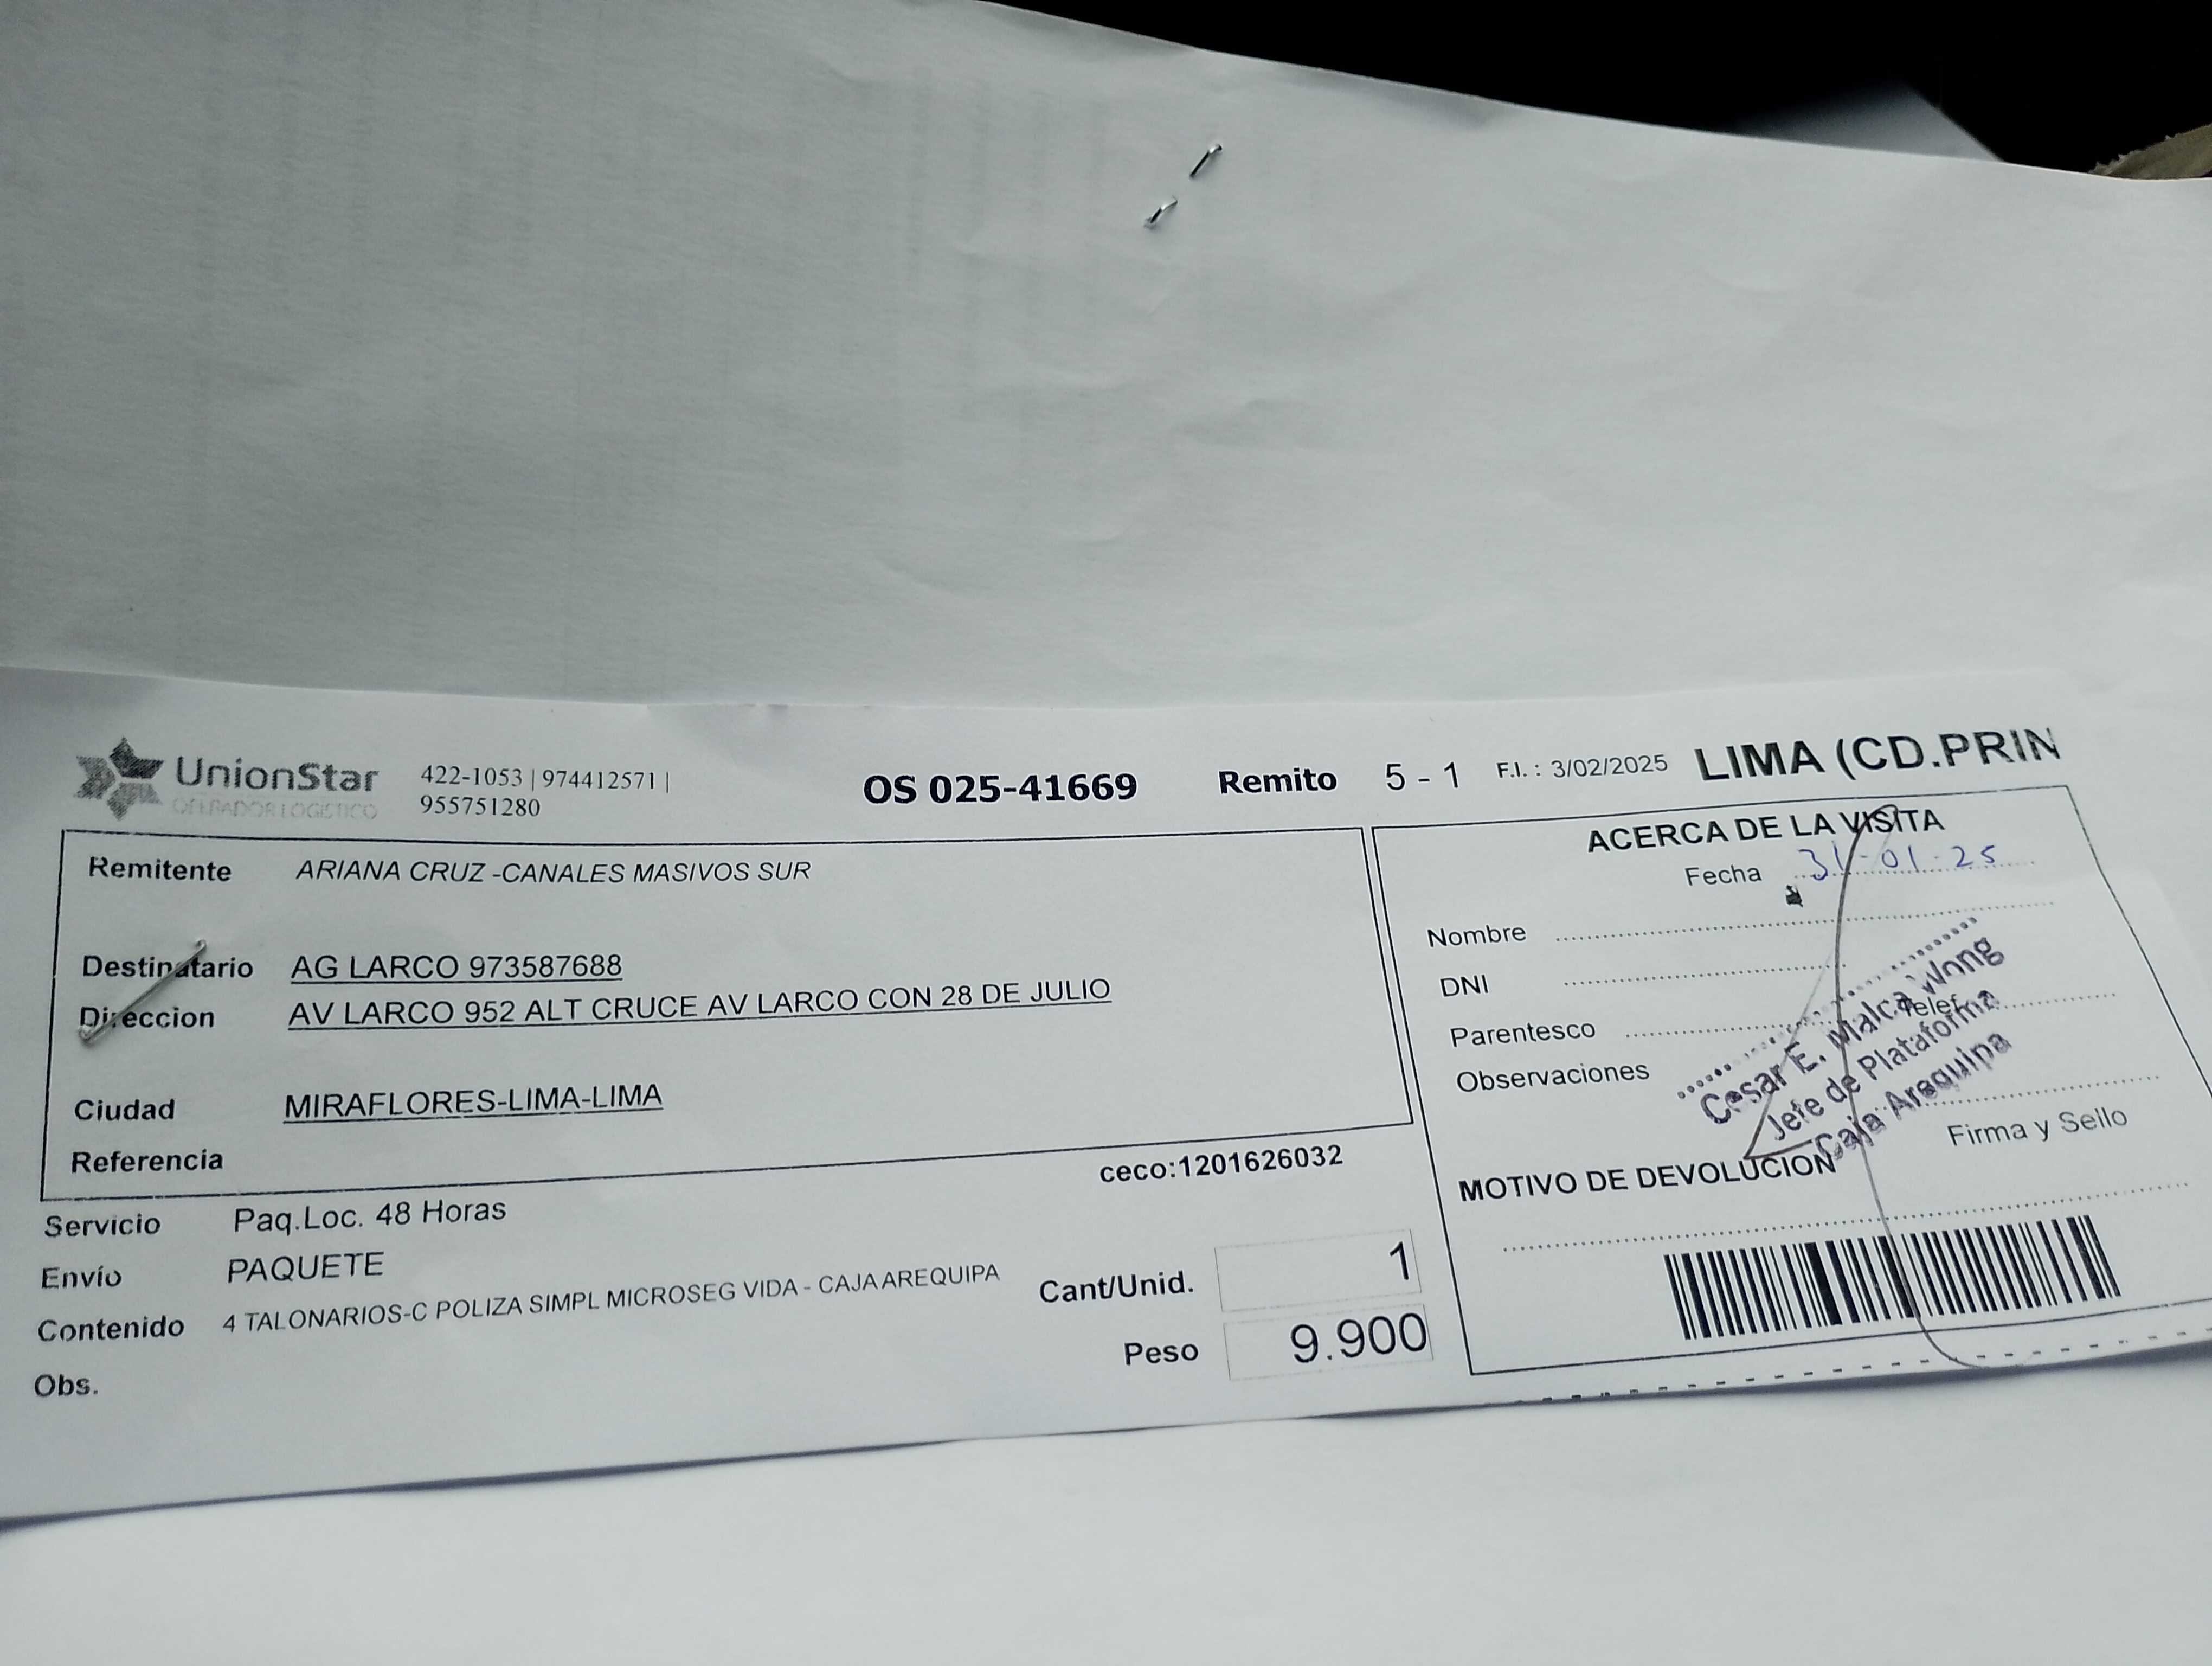 UnionStar
OPERADOR LOGISTICO
422-1053 | 974412571 |
955751280
OS 025-41669
Remito 5 - 1
F.I. : 3/02/2025
LIMA (CD.PRIN
Remitente ARIANA CRUZ -CANALES MASIVOS SUR
Destinatario AG LARCO 973587688
Direccion AV LARCO 952 ALT CRUCE AV LARCO CON 28 DE JULIO
Ciudad MIRAFLORES-LIMA-LIMA
Referencia
ceco:1201626032
Servicio Paq.Loc. 48 Horas
Envío PAQUETE
Contenido 4 TALONARIOS-C POLIZA SIMPL MICROSEG VIDA - CAJA AREQUIPA
Obs.
Cant/Unid. 1
Peso 9.900
ACERCA DE LA VISITA
Fecha 31-01-25
Nombre
DNI
Parentesco
Telef.
Observaciones
Cesar E. Malca Wong
Jefe de Plataforma
Caja Arequipa
Firma y Sello
MOTIVO DE DEVOLUCION